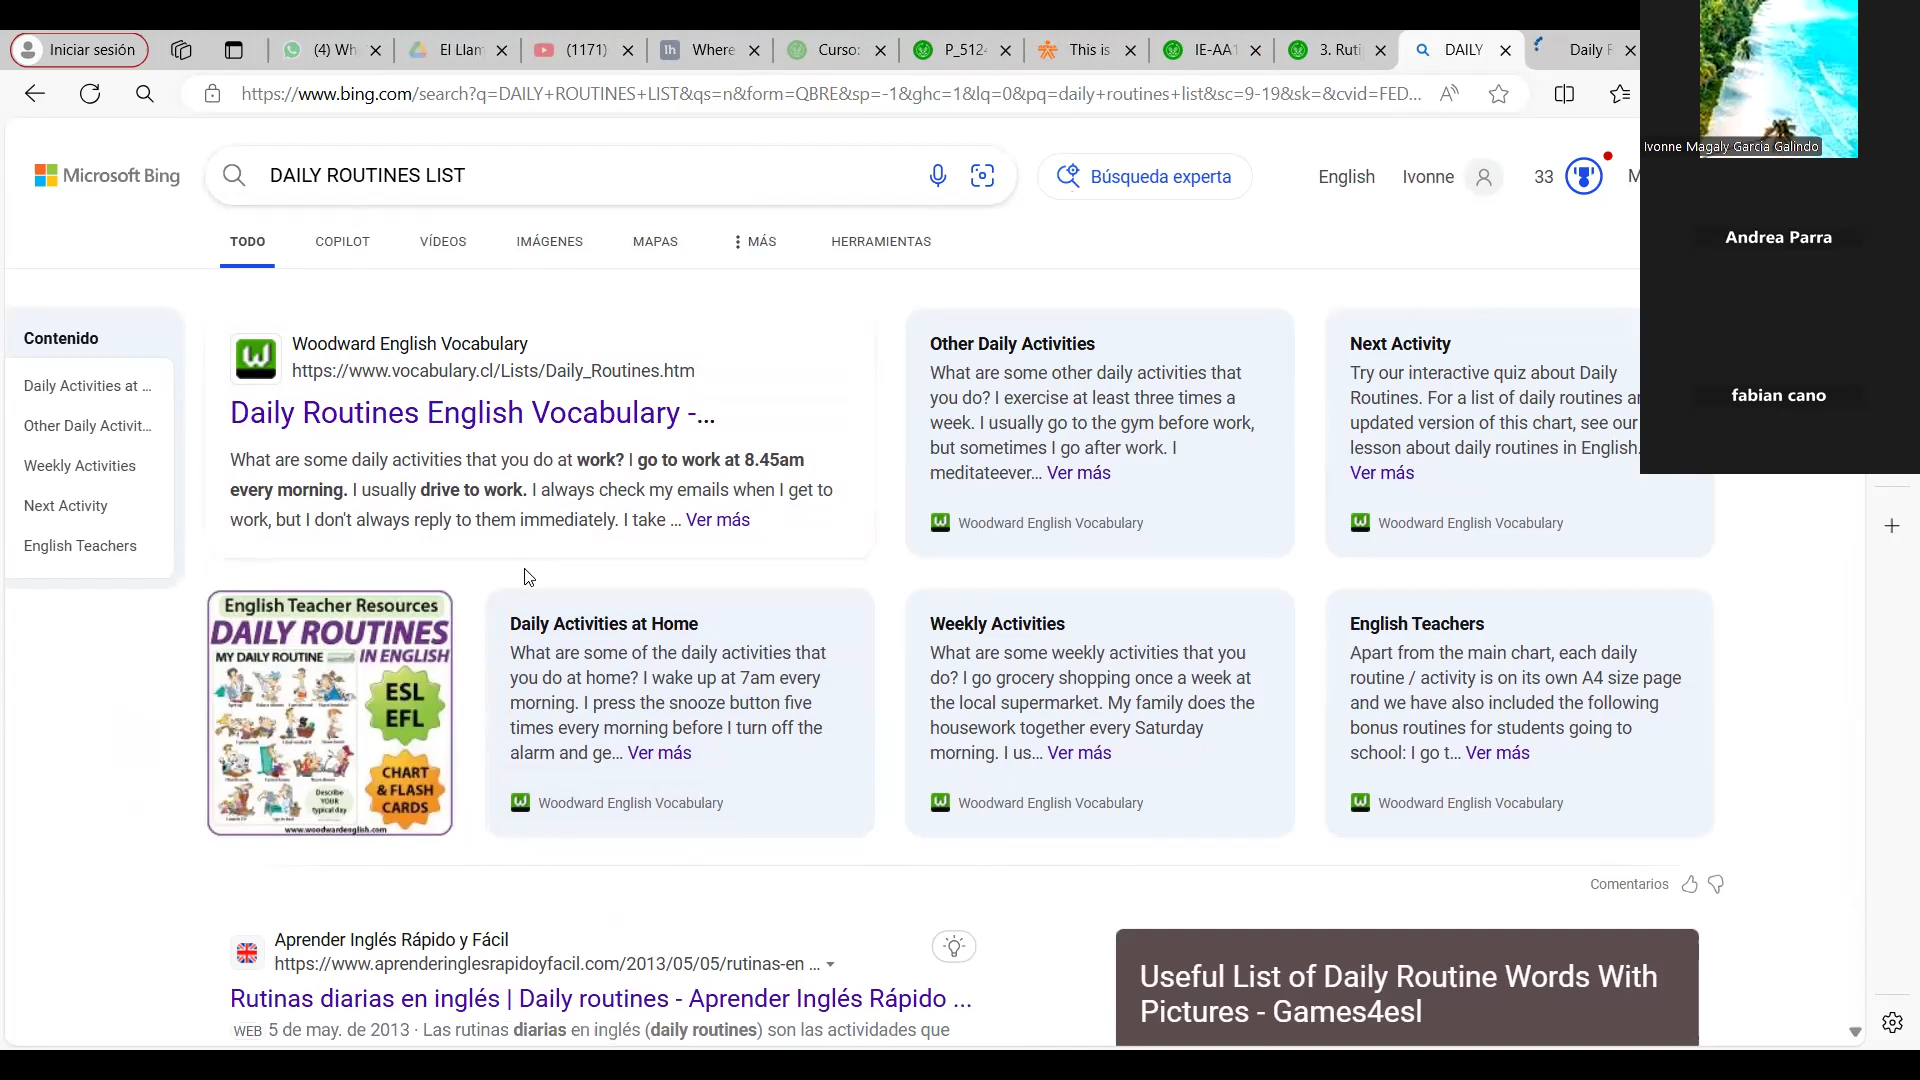 Iniciar sesión
(4) Wh
El Llam
(1171)
Where
Curso:
P_512
This is
IE-AA1
3. Ruti
DAILY
Daily R
https://www.bing.com/search?q=DAILY+ROUTINES+LIST&qs=n&form=QBRE&sp=-1&ghc=1&lq=0&pq=daily+routines+list&sc=9-19&sk=&cvid=FED...
Ivonne Magaly Garcia Galindo
Andrea Parra
fabian cano
Microsoft Bing
DAILY ROUTINES LIST
Búsqueda experta
English
Ivonne
33
M
TODO
COPILOT
VÍDEOS
IMÁGENES
MAPAS
MÁS
HERRAMIENTAS
Contenido
Daily Activities at ...
Other Daily Activit...
Weekly Activities
Next Activity
English Teachers
Woodward English Vocabulary
https://www.vocabulary.cl/Lists/Daily_Routines.htm
Daily Routines English Vocabulary -...
What are some daily activities that you do at work? I go to work at 8.45am
every morning. I usually drive to work. I always check my emails when I get to
work, but I don't always reply to them immediately. I take ... Ver más
Other Daily Activities
What are some other daily activities that
you do? I exercise at least three times a
week. I usually go to the gym before work,
but sometimes I go after work. I
meditateever... Ver más
Woodward English Vocabulary
Next Activity
Try our interactive quiz about Daily
Routines. For a list of daily routines an
updated version of this chart, see our
lesson about daily routines in English.
Ver más
Woodward English Vocabulary
English Teacher Resources
DAILY ROUTINES
MY DAILY ROUTINE
IN ENGLISH
ESL
EFL
CHART
& FLASH
CARDS
Describe
YOUR
typical day
www.woodwardenglish.com
Daily Activities at Home
What are some of the daily activities that
you do at home? I wake up at 7am every
morning. I press the snooze button five
times every morning before I turn off the
alarm and ge... Ver más
Woodward English Vocabulary
Weekly Activities
What are some weekly activities that you
do? I go grocery shopping once a week at
the local supermarket. My family does the
housework together every Saturday
morning. I us... Ver más
Woodward English Vocabulary
English Teachers
Apart from the main chart, each daily
routine / activity is on its own A4 size page
and we have also included the following
bonus routines for students going to
school: I go t... Ver más
Woodward English Vocabulary
Comentarios
Aprender Inglés Rápido y Fácil
https://www.aprenderinglesrapidoyfacil.com/2013/05/05/rutinas-en ...
Rutinas diarias en inglés | Daily routines - Aprender Inglés Rápido ...
WEB 5 de may. de 2013 · Las rutinas diarias en inglés (daily routines) son las actividades que
Useful List of Daily Routine Words With
Pictures - Games4esl